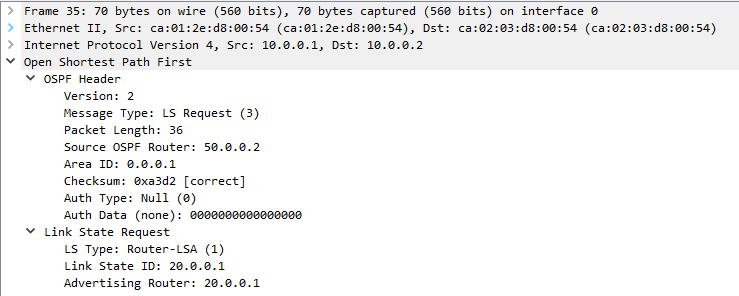 Frame 35: 70 bytes on wire (560 bits), 70 bytes captured (560 bits) on interface 0
Ethernet II, Src: ca:01:2e:d8:00:54 (ca:01:2e:d8:00:54), Dst: ca:02:03:d8:00:54 (ca:02:03:d8:00:54)
Internet Protocol Version 4, Src: 10.0.0.1, Dst: 10.0.0.2
Open Shortest Path First
OSPF Header
Version: 2
Message Type: LS Request (3)
Packet Length: 36
Source OSPF Router: 50.0.0.2
Area ID: 0.0.0.1
Checksum: 0xa3d2 [correct]
Auth Type: Null (0)
Auth Data (none): 0000000000000000
Link State Request
LS Type: Router-LSA (1)
Link State ID: 20.0.0.1
Advertising Router: 20.0.0.1